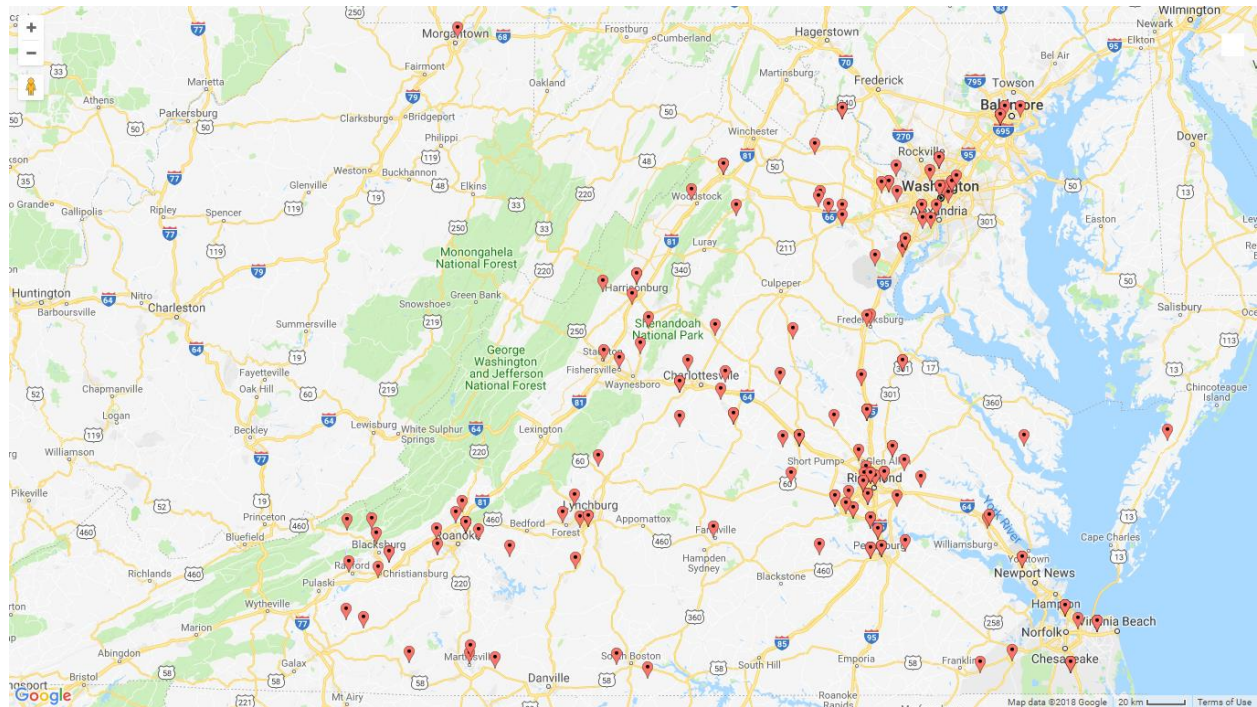 Wilmington
Newark
Elkton
Morgantown
Frostburg
Cumberland
Hagerstown
Bel Air
Marietta
Fairmont
Oakland
Martinsburg
Frederick
Towson
Athens
Parkersburg
Clarksburg
Bridgeport
Baltimore
Philippi
Winchester
Dover
Rockville
Weston
Buckhannon
Elkins
Glenville
Washington
Woodstock
Gallipolis
Ripley
Spencer
Alexandria
Easton
Luray
Monongahela
National Forest
Culpeper
Huntington
Nitro
Harrisonburg
Barboursville
Charleston
Snowshoe
Green Bank
Salisbury
Summersville
Shenandoah
National Park
Fredericksburg
George
Washington
and Jefferson
National Forest
Staunton
Fayetteville
Fishersville
Waynesboro
Charlottesville
Oak Hill
Chapmanville
Chincoteague
Island
Logan
Beckley
Lewisburg
White Sulphur
Springs
Lexington
Williamson
Short Pump
Glen Allen
Richmond
Pikeville
Princeton
Lynchburg
Bluefield
Bedford
Forest
Appomattox
Farmville
York River
Blacksburg
Roanoke
Petersburg
Williamsburg
Cape Charles
Radford
Christiansburg
Hampden
Sydney
Yorktown
Richlands
Pulaski
Blackstone
Newport News
Wytheville
Hampton
Marion
Virginia Beach
Norfolk
Abingdon
Galax
Martinsville
South Boston
South Hill
Emporia
Franklin
Chesapeake
Bristol
Danville
Mt Airy
Roanoke
Rapids
Google
Map data ©2018 Google
20 km
Terms of Use